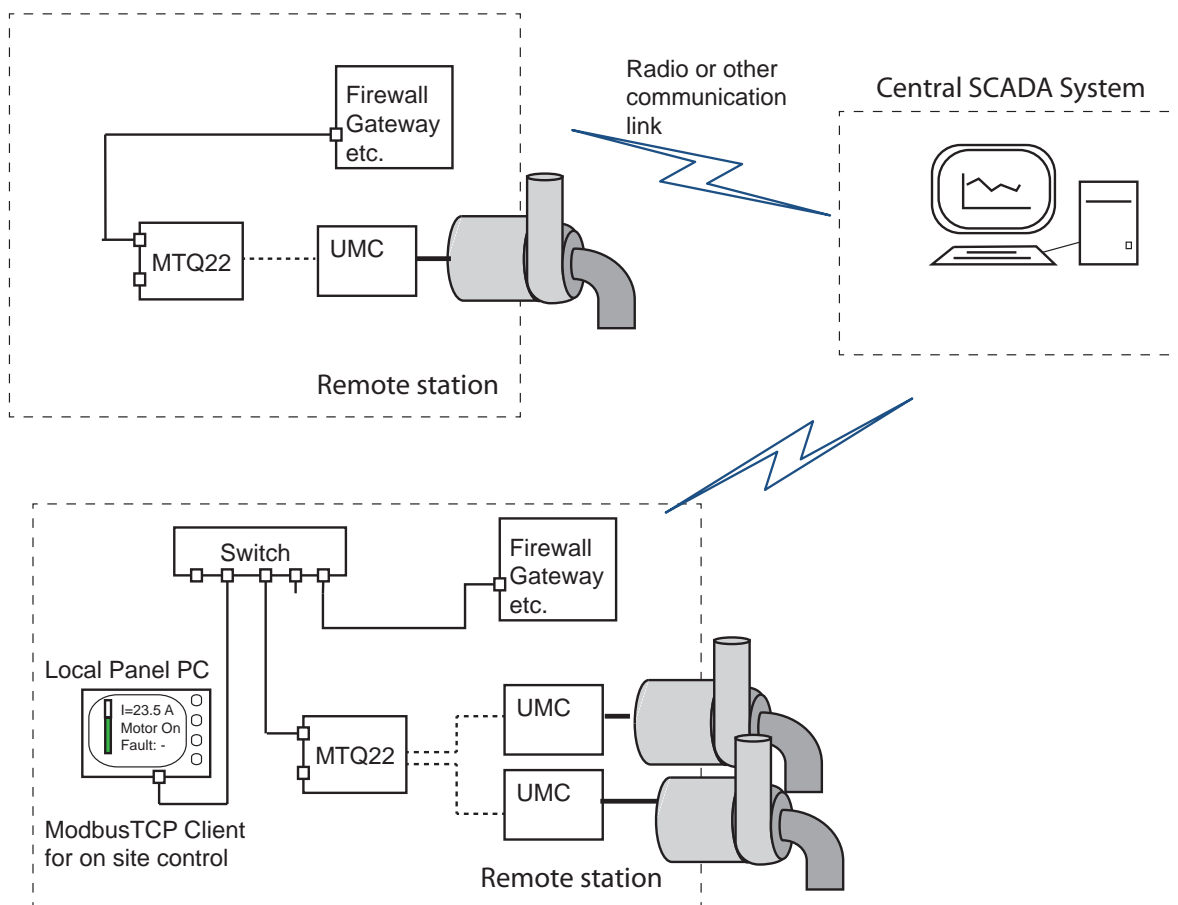 Firewall
Gateway
etc.
MTQ22
UMC
Remote station
Radio or other
communication
link
Central SCADA System
Switch
Firewall
Gateway
etc.
Local Panel PC
I=23.5 A
Motor On
Fault: -
MTQ22
UMC
UMC
ModbusTCP Client
for on site control
Remote station